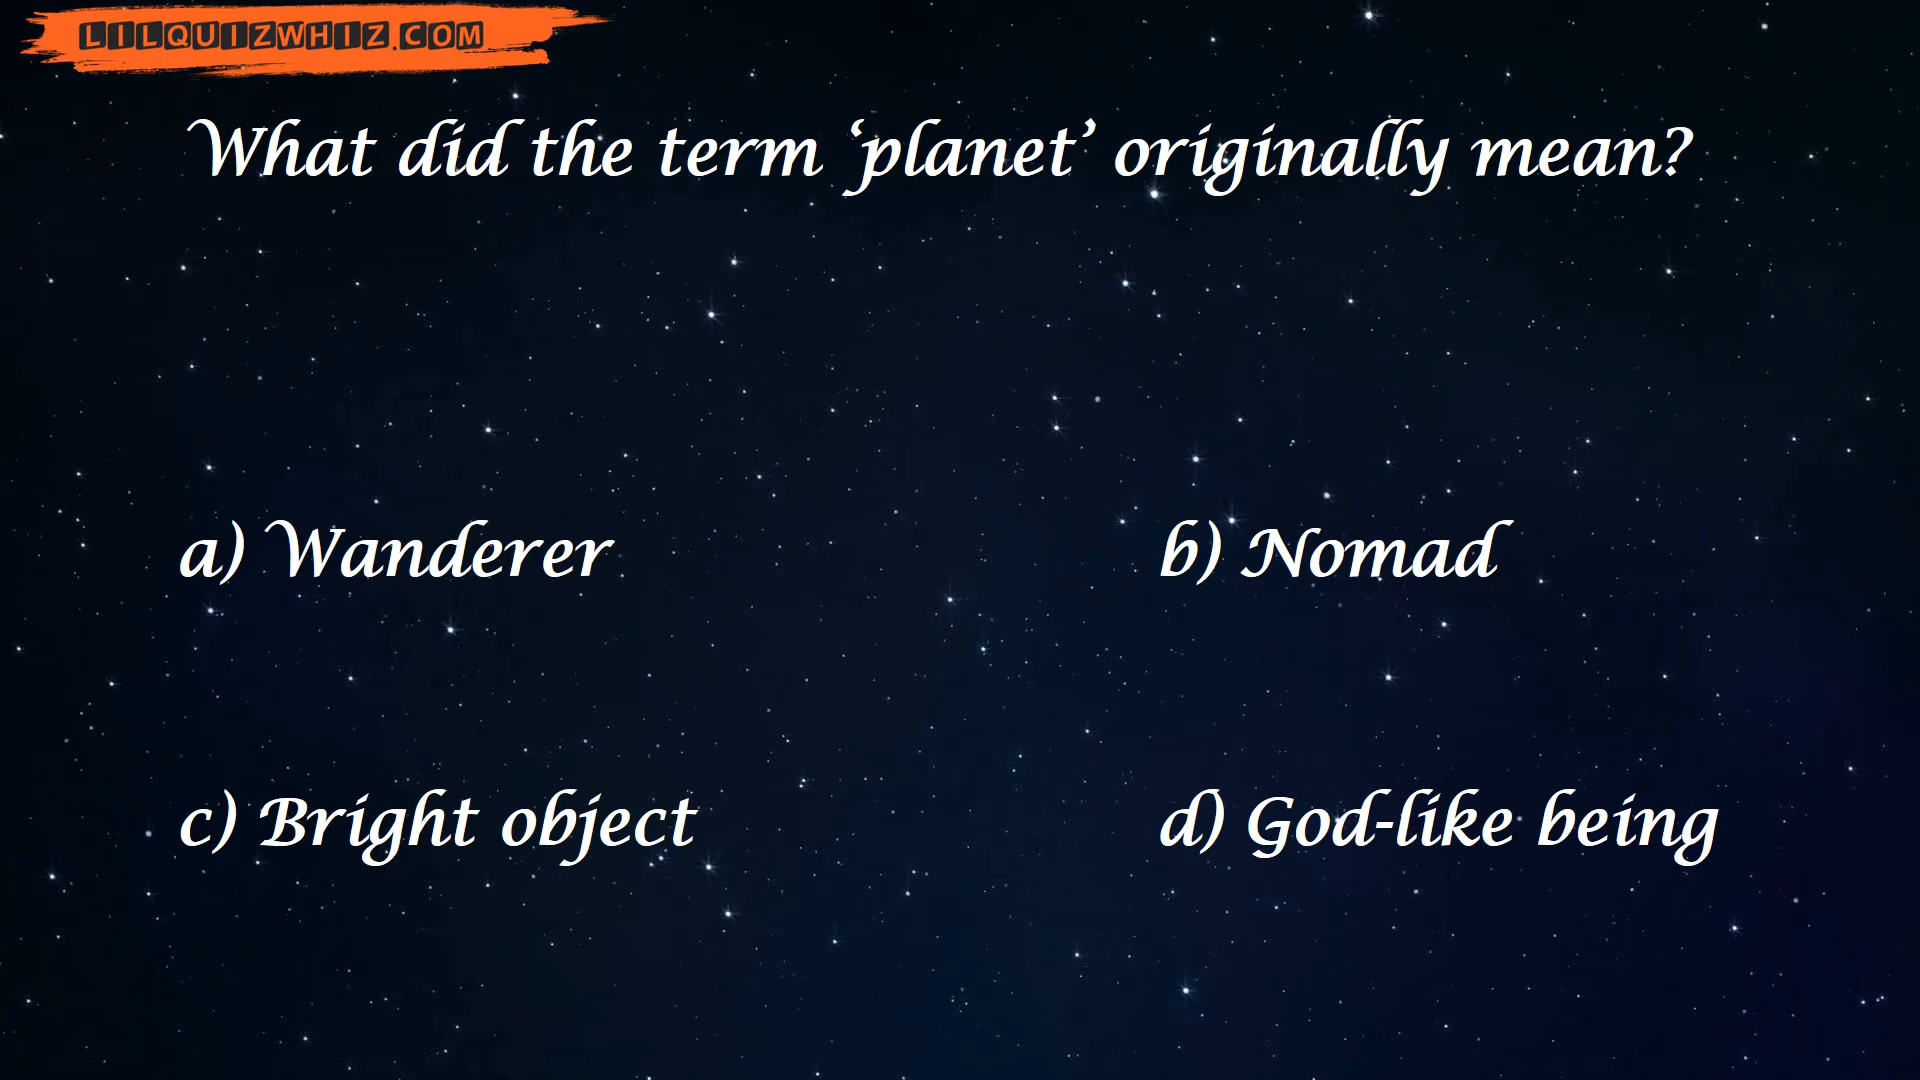 LILQUIZWHIZ.COM
What did the term ‘planet’ originally mean?
a) Wanderer
b) Nomad
c) Bright object
d) God-like being